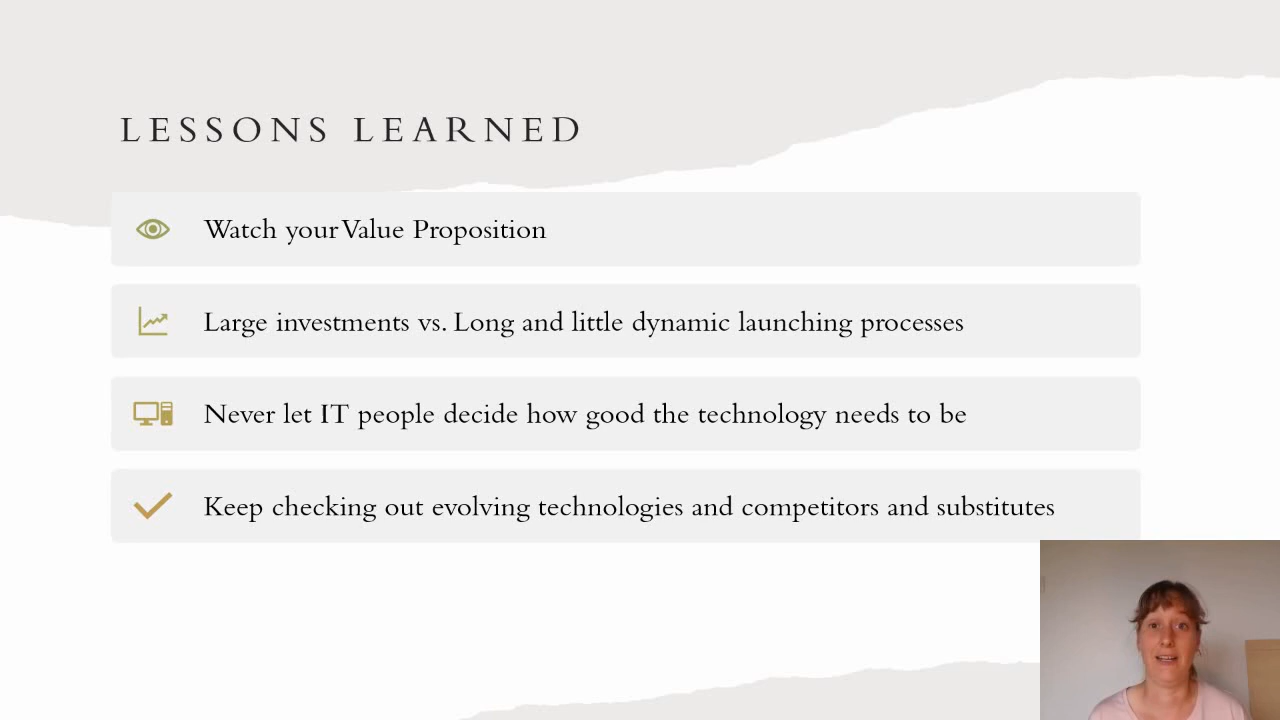 LESSONS LEARNED
Watch your Value Proposition
Large investments vs. Long and little dynamic launching processes
Never let IT people decide how good the technology needs to be
Keep checking out evolving technologies and competitors and substitutes